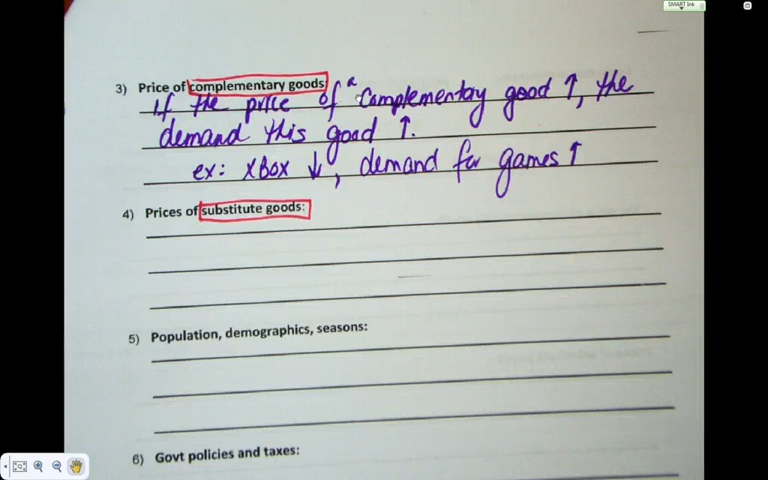 SMART Ink
3) Price of complementary goods
If the price of a complementary good ↑, the
demand this good ↑.
ex: XBox ↓, demand for games ↑
4) Prices of substitute goods:
5) Population, demographics, seasons:
6) Govt policies and taxes: